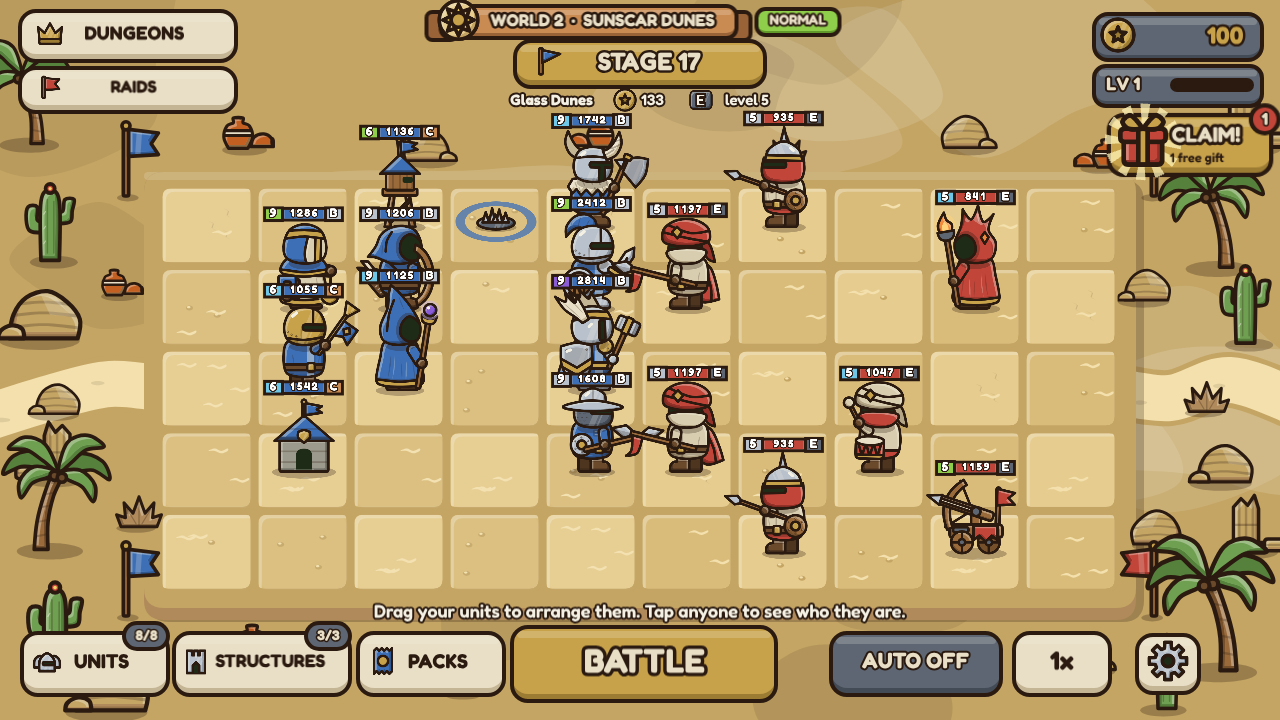 DUNGEONS
RAIDS
WORLD 2 • SUNSCAR DUNES
NORMAL
STAGE 17
Glass Dunes 133 E level 5
100
LV 1
CLAIM!
1 free gift
1
9 1742 B
5 935 E
6 1136 C
9 1286 B
9 1206 B
9 2412 B
5 1197 E
5 841 E
6 1055 C
9 1125 B
9 2814 B
6 1542 C
9 1608 B
5 1197 E
5 1047 E
5 935 E
5 1159 E
Drag your units to arrange them. Tap anyone to see who they are.
UNITS
8/8
STRUCTURES
3/3
PACKS
BATTLE
AUTO OFF
1x